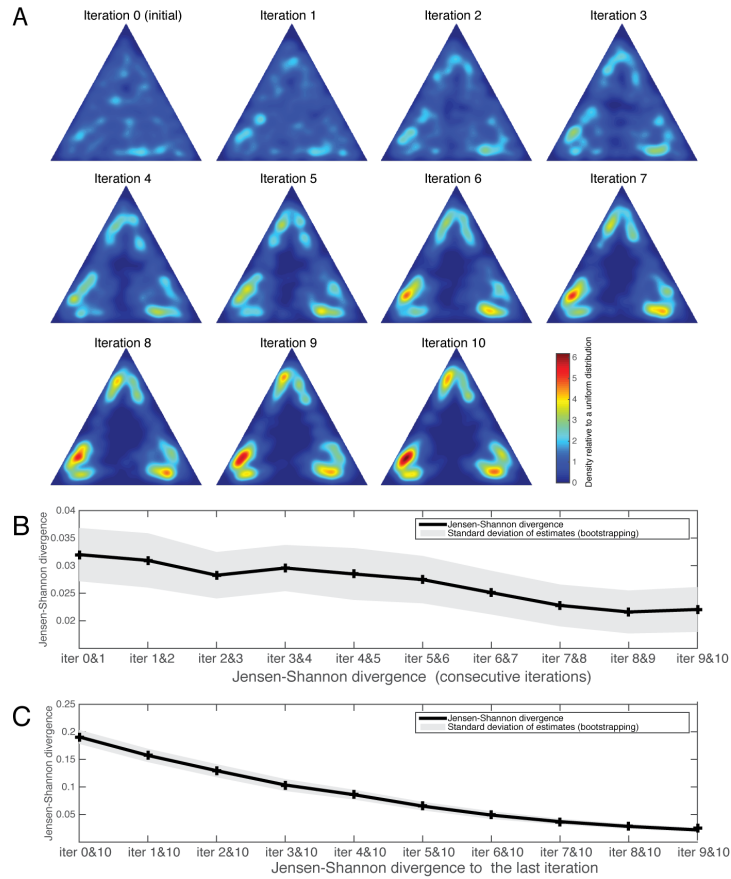 A
Iteration 0 (initial)
Iteration 1
Iteration 2
Iteration 3
Iteration 4
Iteration 5
Iteration 6
Iteration 7
Iteration 8
Iteration 9
Iteration 10
6
5
4
3
2
1
0
Density relative to a uniform distribution
B
0.04
0.035
0.03
0.025
0.02
Jensen-Shannon divergence
Jensen-Shannon divergence
Standard deviation of estimates (bootstrapping)
iter 0&1 iter 1&2 iter 2&3 iter 3&4 iter 4&5 iter 5&6 iter 6&7 iter 7&8 iter 8&9 iter 9&10
Jensen-Shannon divergence (consecutive iterations)
C
0.25
0.2
0.15
0.1
0.05
Jensen-Shannon divergence
Jensen-Shannon divergence
Standard deviation of estimates (bootstrapping)
iter 0&10 iter 1&10 iter 2&10 iter 3&10 iter 4&10 iter 5&10 iter 6&10 iter 7&10 iter 8&10 iter 9&10
Jensen-Shannon divergence to the last iteration